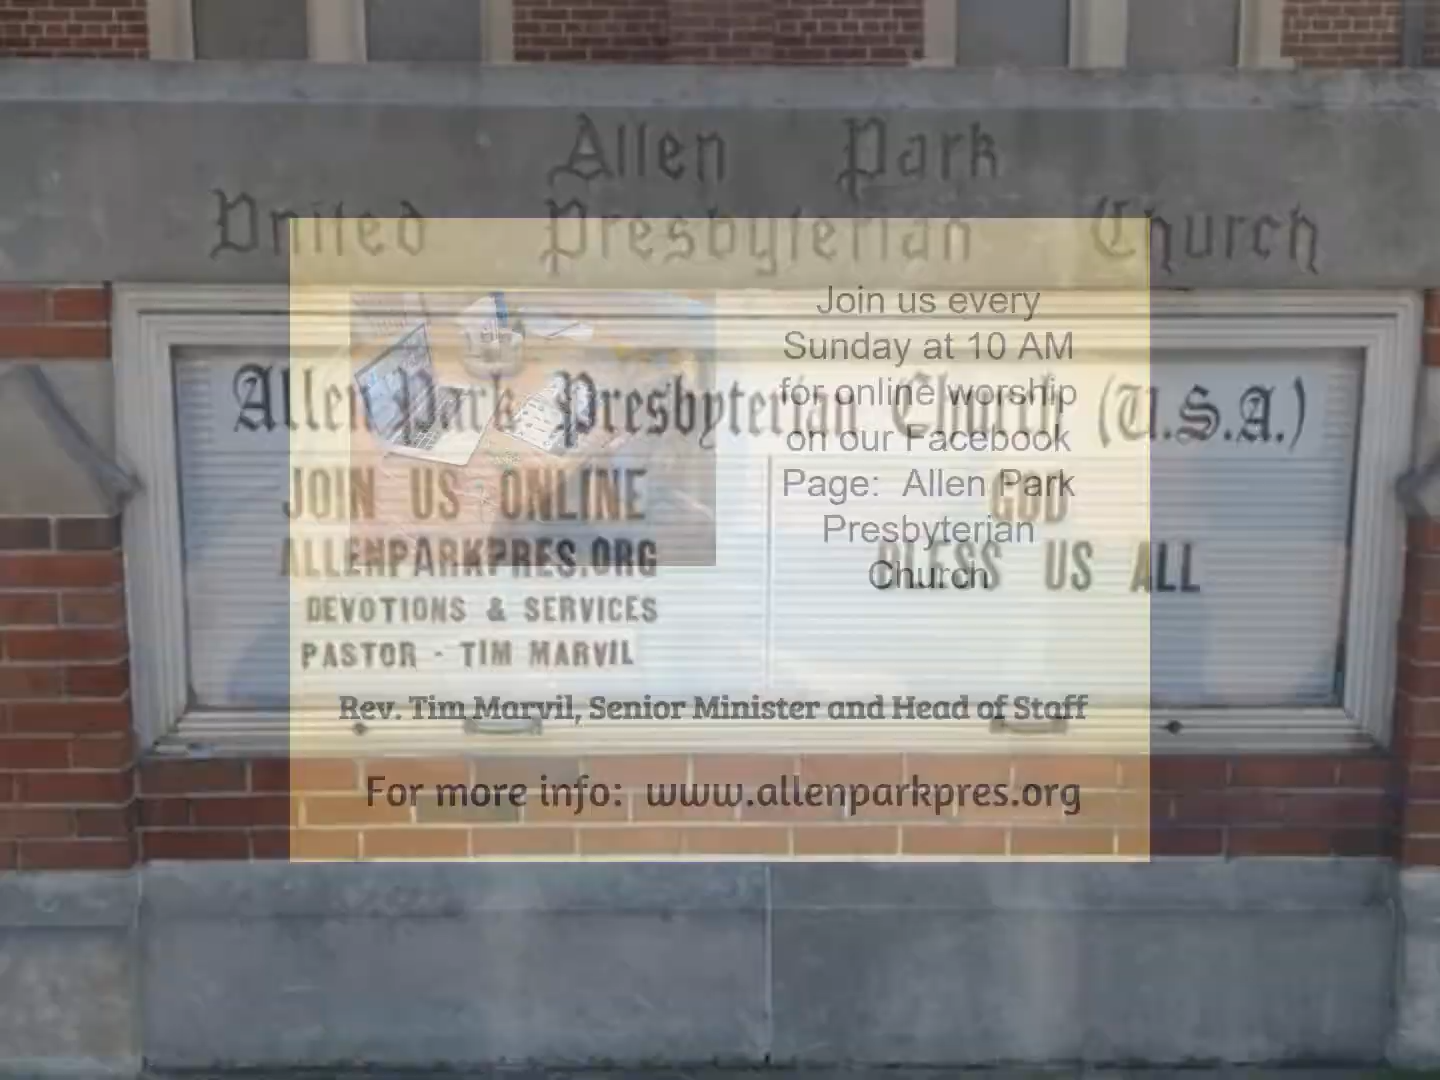 Allen Park
United Presbyterian Church
Allen Park Presbyterian Church (U.S.A.)
JOIN US ONLINE
ALLENPARKPRES.ORG
DEVOTIONS & SERVICES
PASTOR - TIM MARVIL
GOD
BLESS US ALL
Join us every
Sunday at 10 AM
for online worship
on our Facebook
Page: Allen Park
Presbyterian
Church
Rev. Tim Marvil, Senior Minister and Head of Staff
For more info: www.allenparkpres.org